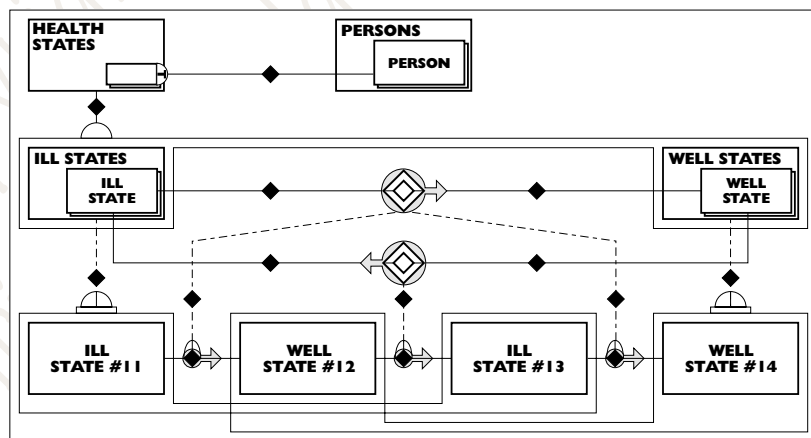 HEALTH
STATES
PERSONS
PERSON
ILL STATES
ILL
STATE
WELL STATES
WELL
STATE
ILL
STATE #11
WELL
STATE #12
ILL
STATE #13
WELL
STATE #14